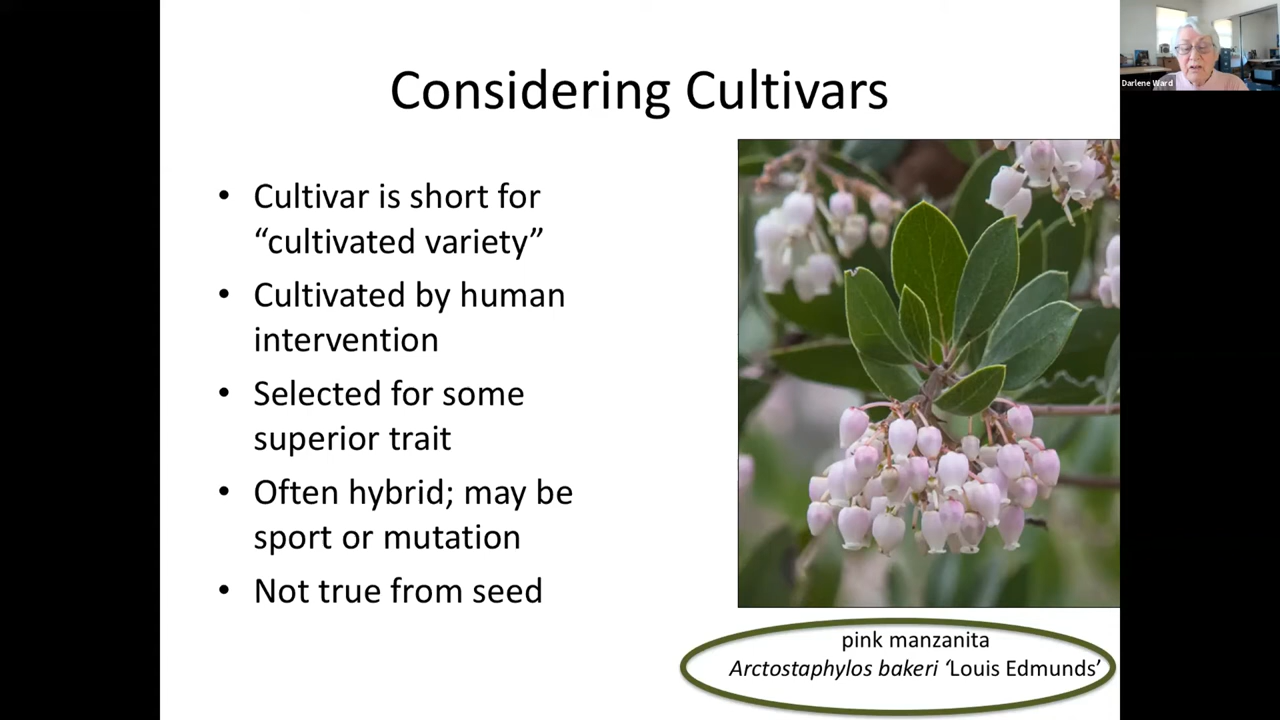 Considering Cultivars
• Cultivar is short for
“cultivated variety”
• Cultivated by human
intervention
• Selected for some
superior trait
• Often hybrid; may be
sport or mutation
• Not true from seed
pink manzanita
Arctostaphylos bakeri ‘Louis Edmunds’
Darlene Ward